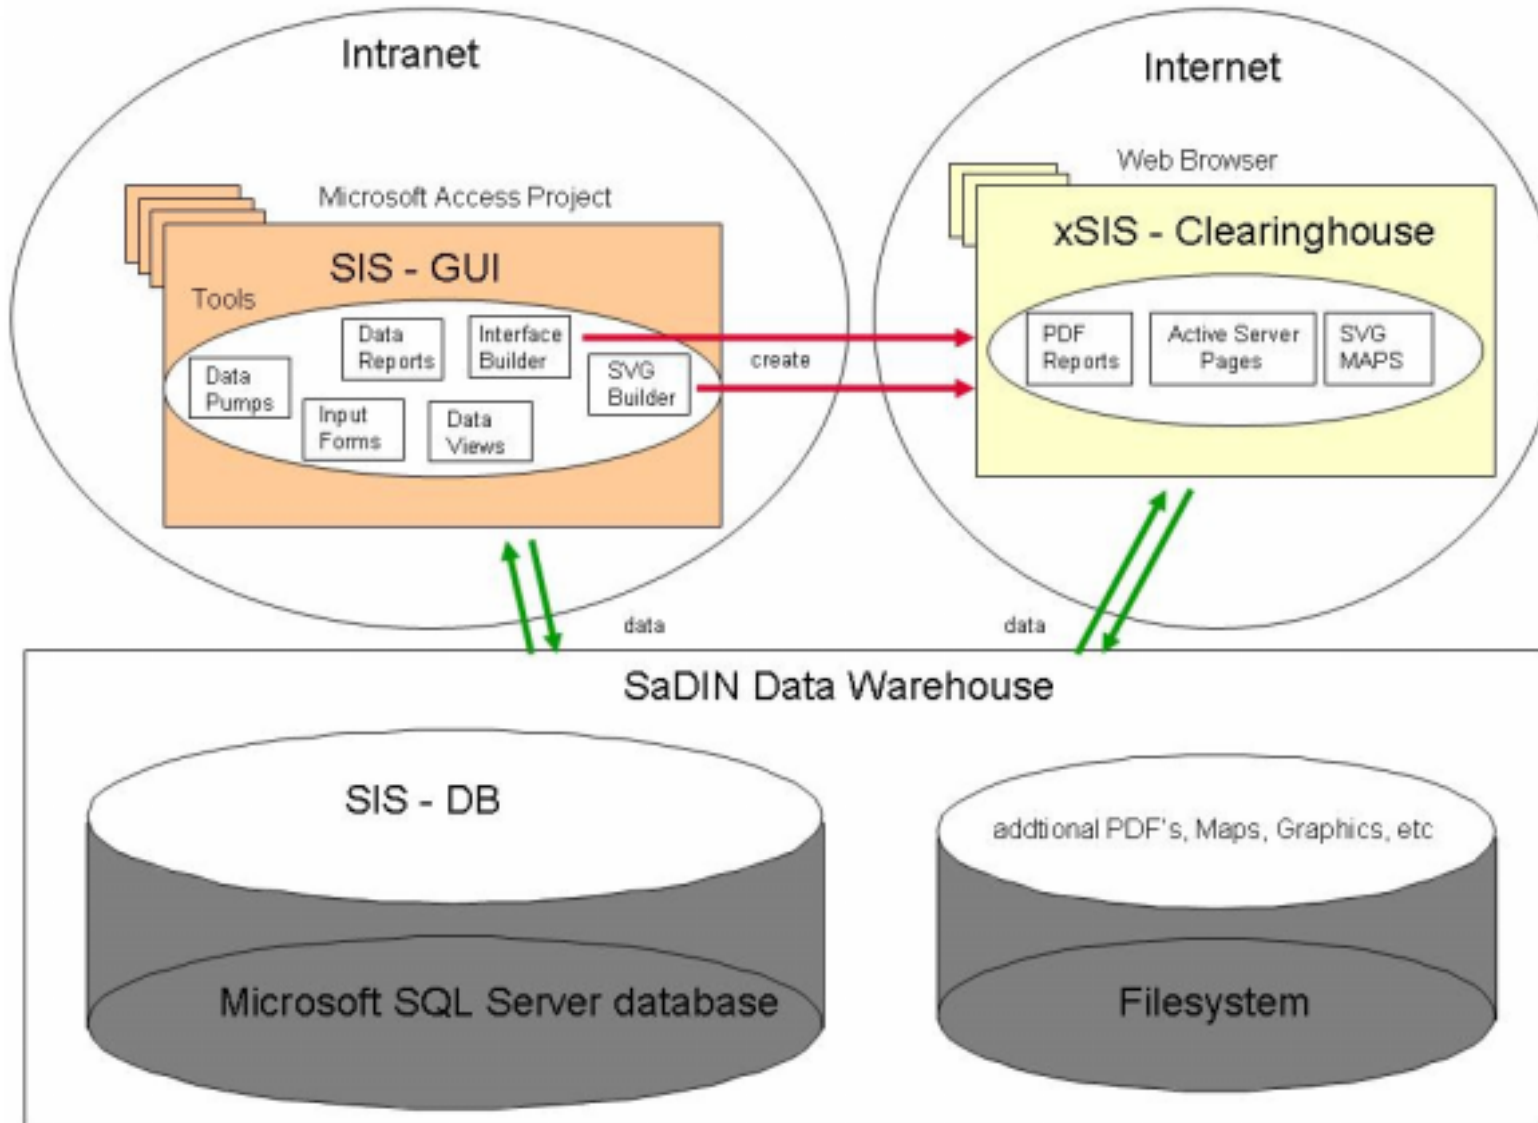 Intranet
Internet
Microsoft Access Project
Web Browser
SIS - GUI
xSIS - Clearinghouse
Tools
Data
Reports
Interface
Builder
Data
Pumps
SVG
Builder
Input
Forms
Data
Views
create
PDF
Reports
Active Server
Pages
SVG
MAPS
data
data
SaDIN Data Warehouse
SIS - DB
addtional PDF's, Maps, Graphics, etc
Microsoft SQL Server database
Filesystem